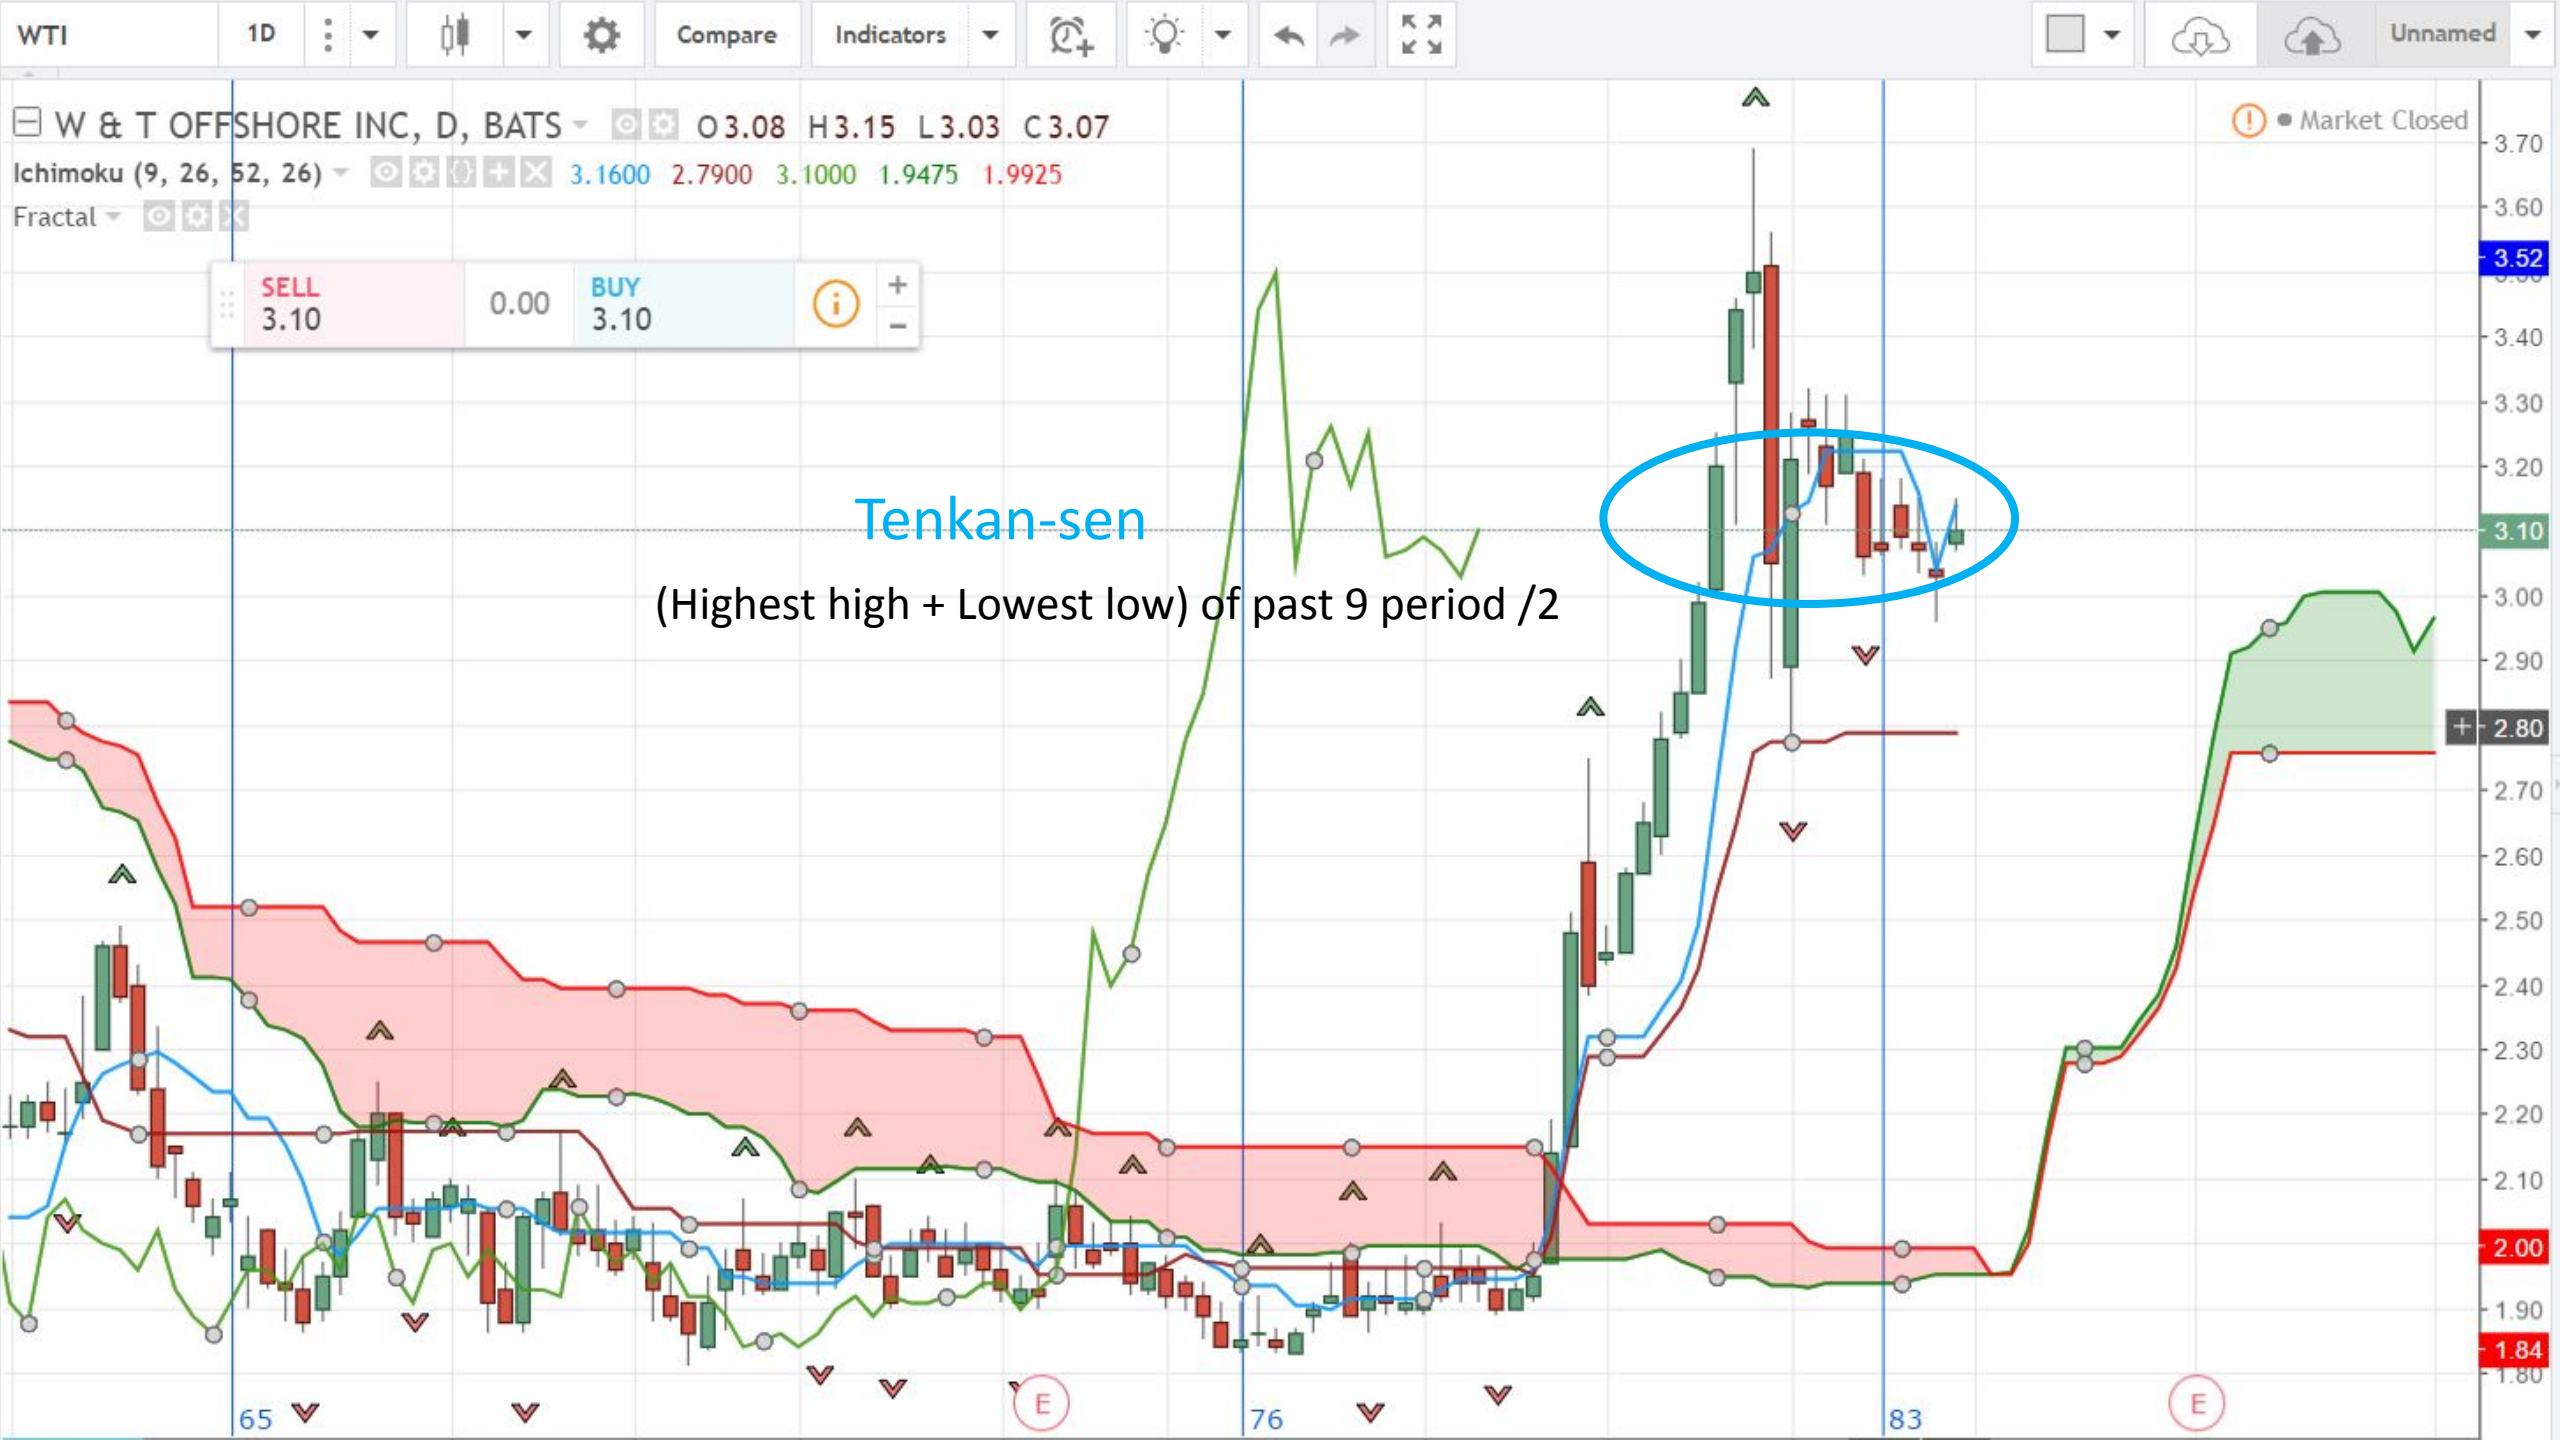 WTI 1D Compare Indicators Unnamed
W & T OFFSHORE INC, D, BATS O3.08 H3.15 L3.03 C3.07
Market Closed
Ichimoku (9, 26, 52, 26) 3.1600 2.7900 3.1000 1.9475 1.9925
Fractal
SELL
3.10
0.00
BUY
3.10
Tenkan-sen
(Highest high + Lowest low) of past 9 period /2
3.70
3.60
3.52
3.40
3.30
3.20
3.10
3.00
2.90
2.80
2.70
2.60
2.50
2.40
2.30
2.20
2.10
2.00
1.90
1.84
1.80
E
E
65
76
83